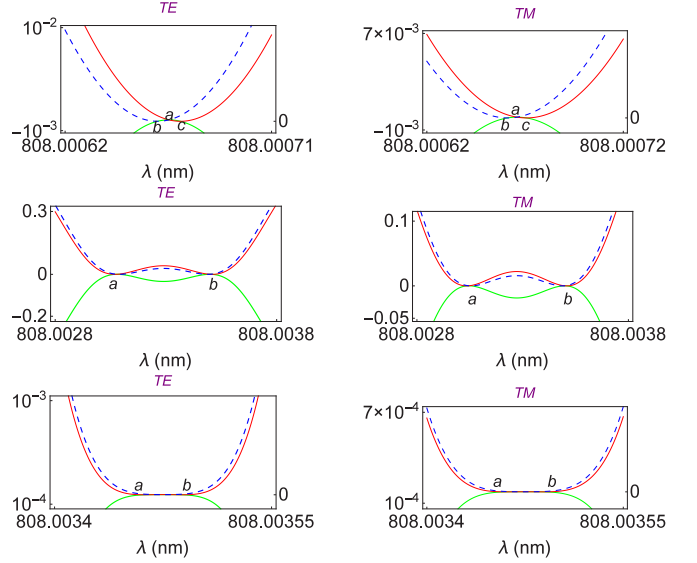 TE
10⁻²
a
b
c
0
−10⁻³
808.00062
808.00071
λ (nm)
TM
7×10⁻³
a
b
c
0
−10⁻³
808.00062
808.00072
λ (nm)
TE
0.3
0
a
b
−0.2
808.0028
808.0038
λ (nm)
TM
0.1
0
a
b
−0.05
808.0028
808.0038
λ (nm)
TE
10⁻³
a
b
0
−10⁻⁴
808.0034
808.00355
λ (nm)
TM
7×10⁻⁴
a
b
0
−10⁻⁴
808.0034
808.00355
λ (nm)